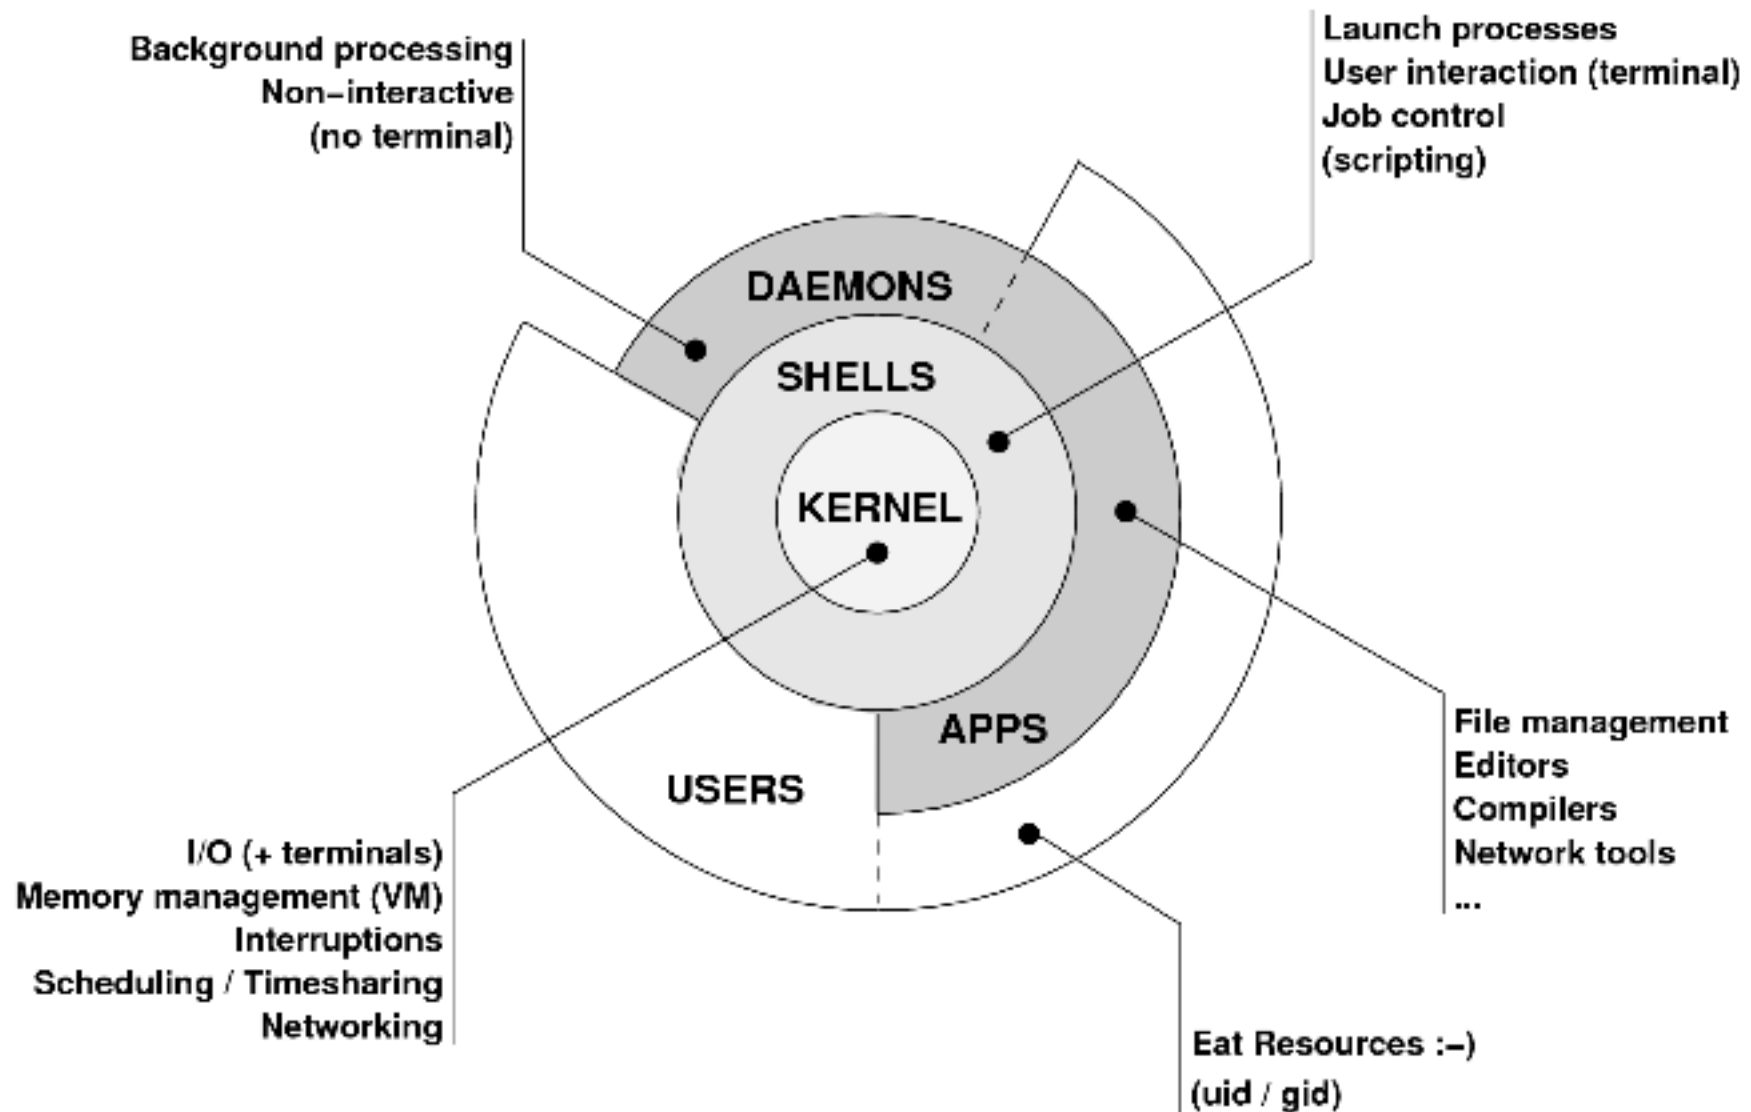 Background processing
Non-interactive
(no terminal)
Launch processes
User interaction (terminal)
Job control
(scripting)
DAEMONS
SHELLS
KERNEL
APPS
USERS
I/O (+ terminals)
Memory management (VM)
Interruptions
Scheduling / Timesharing
Networking
File management
Editors
Compilers
Network tools
...
Eat Resources :-)
(uid / gid)